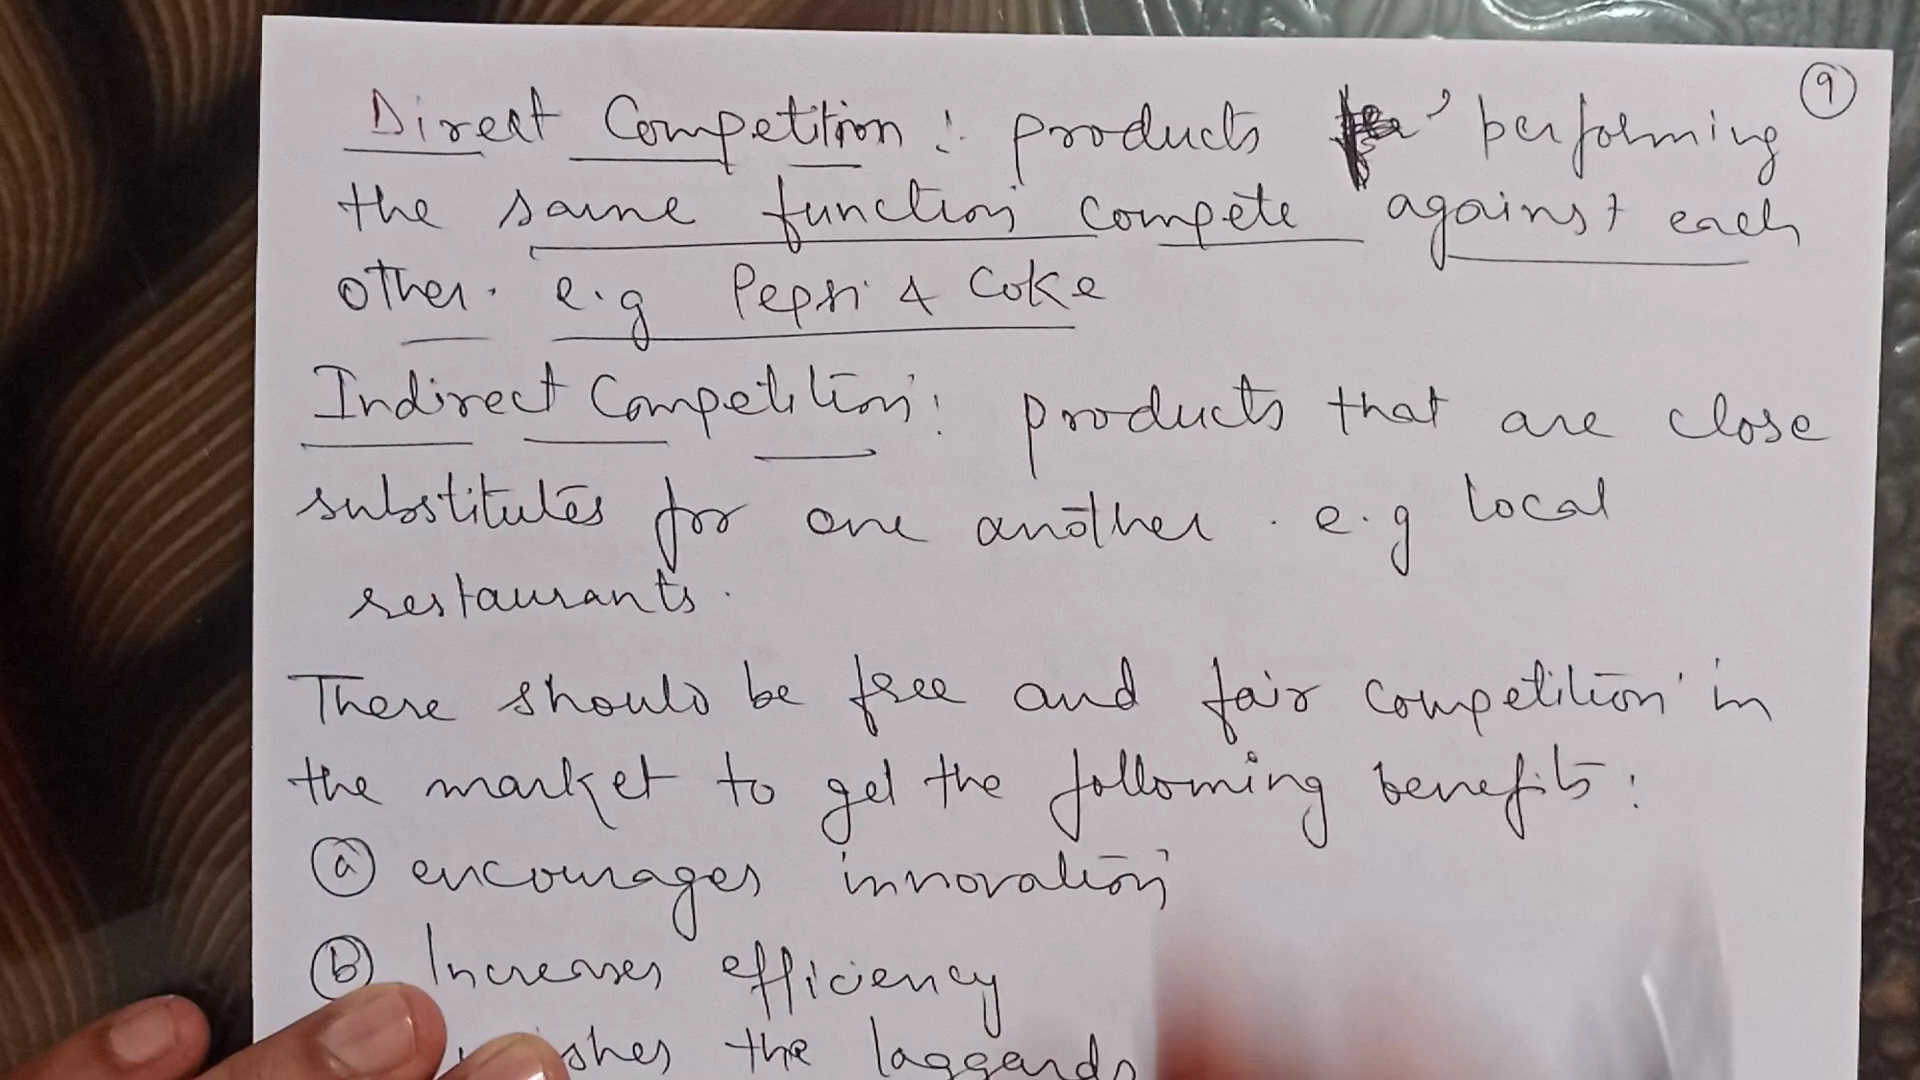 9
Direct Competition : products performing
the same function compete against each
other. e.g Pepsi & Coke
Indirect Competition : products that are close
substitutes for one another. e.g local
restaurants.
There should be free and fair competition in
the market to get the following benefits :
(a) encourages innovation
(b) Increases efficiency
the laggards